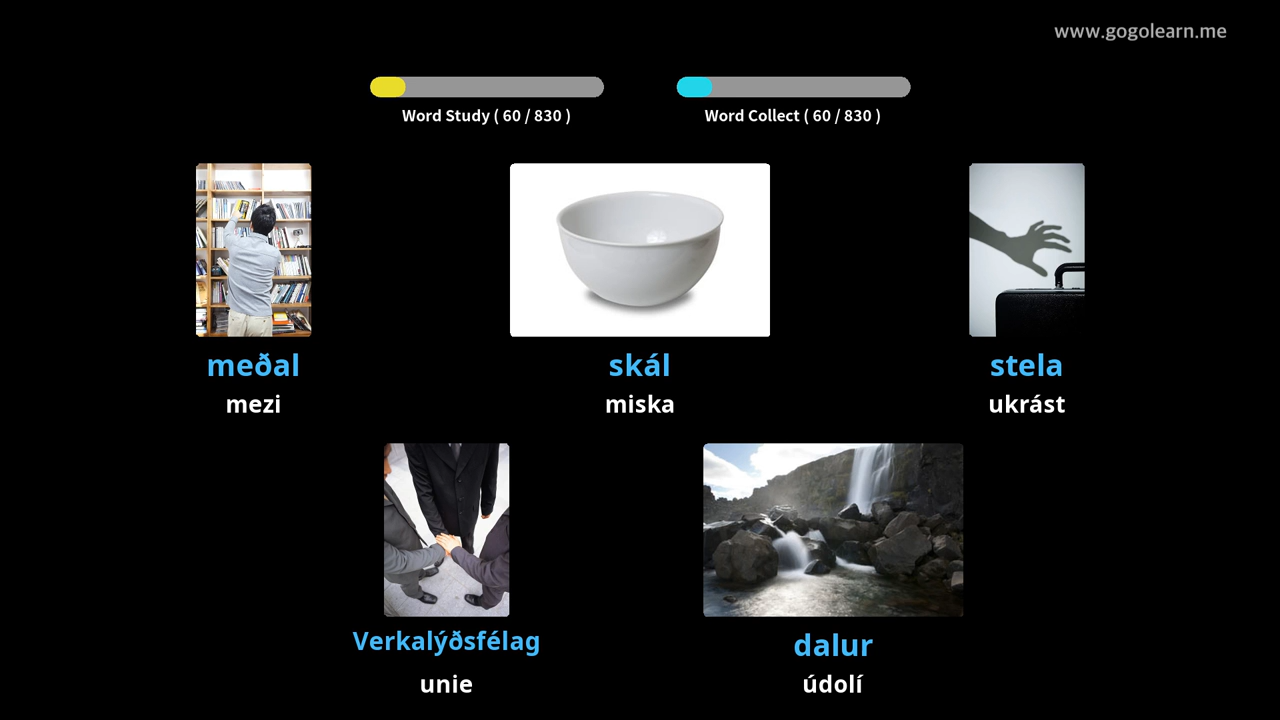 www.gogolearn.me
Word Study ( 60 / 830 )
Word Collect ( 60 / 830 )
meðal
mezi
skál
miska
stela
ukrást
Verkalýðsfélag
unie
dalur
údolí